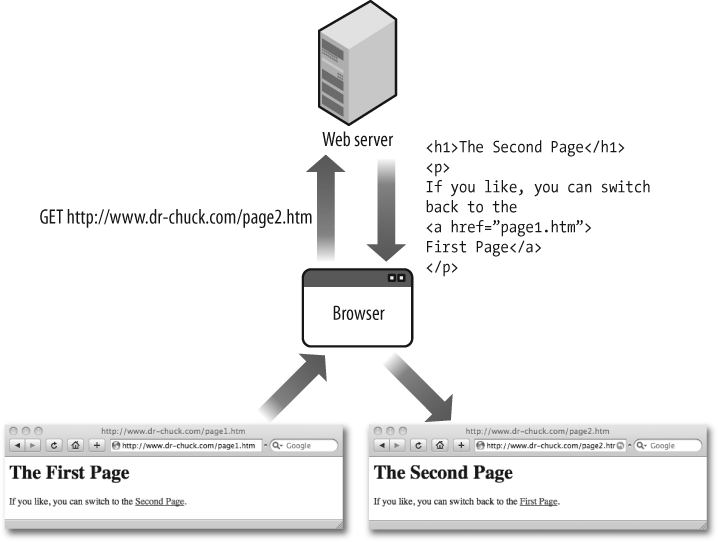 Web server
<h1>The Second Page</h1>
<p>
If you like, you can switch
back to the
<a href=”page1.htm”>
First Page</a>
</p>
GET http://www.dr-chuck.com/page2.htm
Browser
http://www.dr-chuck.com/page1.htm
http://www.dr-chuck.com/page1.htm
Google
The First Page
If you like, you can switch to the Second Page.
http://www.dr-chuck.com/page2.htm
http://www.dr-chuck.com/page2.htr
Google
The Second Page
If you like, you can switch back to the First Page.